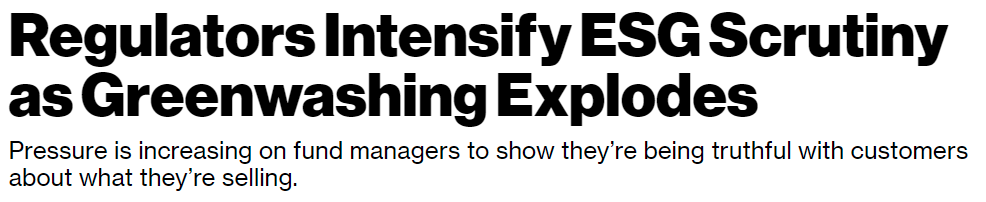 Regulators Intensify ESG Scrutiny
as Greenwashing Explodes
Pressure is increasing on fund managers to show they’re being truthful with customers
about what they’re selling.